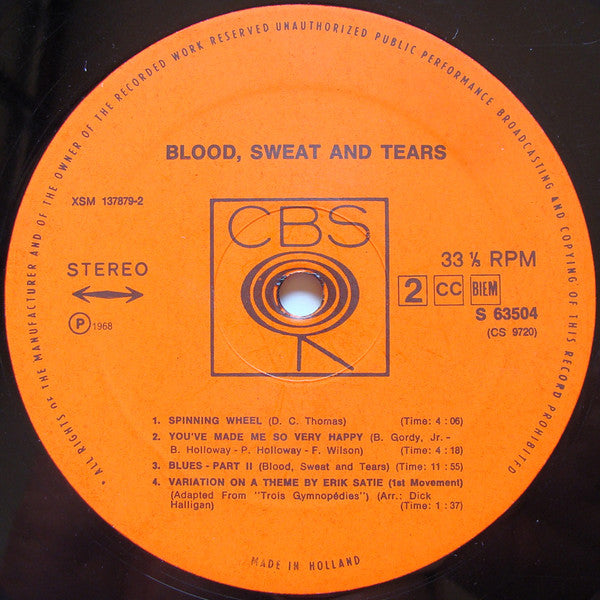 • ALL RIGHTS OF THE MANUFACTURER AND OF THE OWNER OF THE RECORDED WORK RESERVED UNAUTHORIZED PUBLIC PERFORMANCE BROADCASTING AND COPYING OF THIS RECORD PROHIBITED
BLOOD, SWEAT AND TEARS
XSM 137879-2
CBS
STEREO
33 ⅓ RPM
2 CC BIEM
S 63504
(CS 9720)
Ⓟ 1968
1. SPINNING WHEEL (D. C. Thomas) (Time: 4 : 06)
2. YOU'VE MADE ME SO VERY HAPPY (B. Gordy, Jr. -
B. Holloway - P. Holloway - F. Wilson) (Time: 4 : 18)
3. BLUES - PART II (Blood, Sweat and Tears) (Time: 11 : 55)
4. VARIATION ON A THEME BY ERIK SATIE (1st Movement)
(Adapted From "Trois Gymnopédies") (Arr.: Dick
Halligan) (Time: 1 : 37)
MADE IN HOLLAND